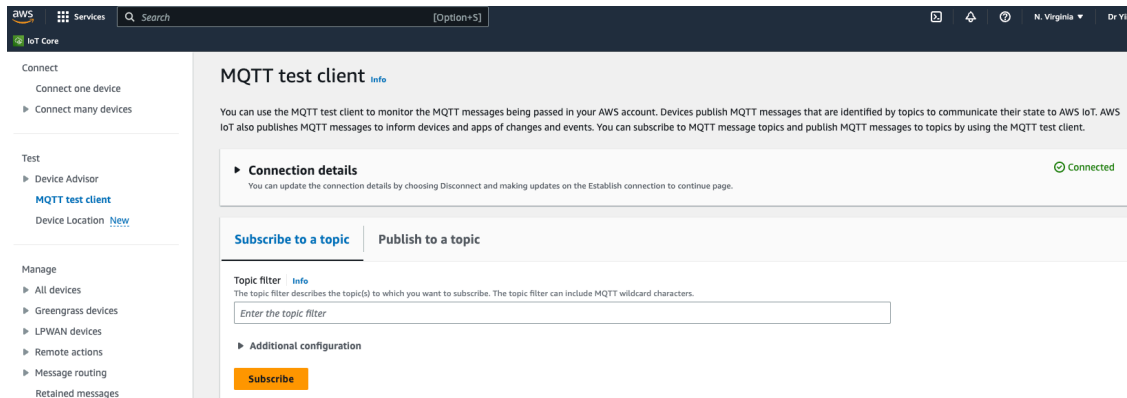 aws
Services
Search [Option+S]
N. Virginia
Dr Yi
IoT Core
Connect
Connect one device
Connect many devices
Test
Device Advisor
MQTT test client
Device Location New
Manage
All devices
Greengrass devices
LPWAN devices
Remote actions
Message routing
Retained messages
MQTT test client Info
You can use the MQTT test client to monitor the MQTT messages being passed in your AWS account. Devices publish MQTT messages that are identified by topics to communicate their state to AWS IoT. AWS
IoT also publishes MQTT messages to inform devices and apps of changes and events. You can subscribe to MQTT message topics and publish MQTT messages to topics by using the MQTT test client.
Connection details
You can update the connection details by choosing Disconnect and making updates on the Establish connection to continue page.
Connected
Subscribe to a topic
Publish to a topic
Topic filter Info
The topic filter describes the topic(s) to which you want to subscribe. The topic filter can include MQTT wildcard characters.
Enter the topic filter
Additional configuration
Subscribe